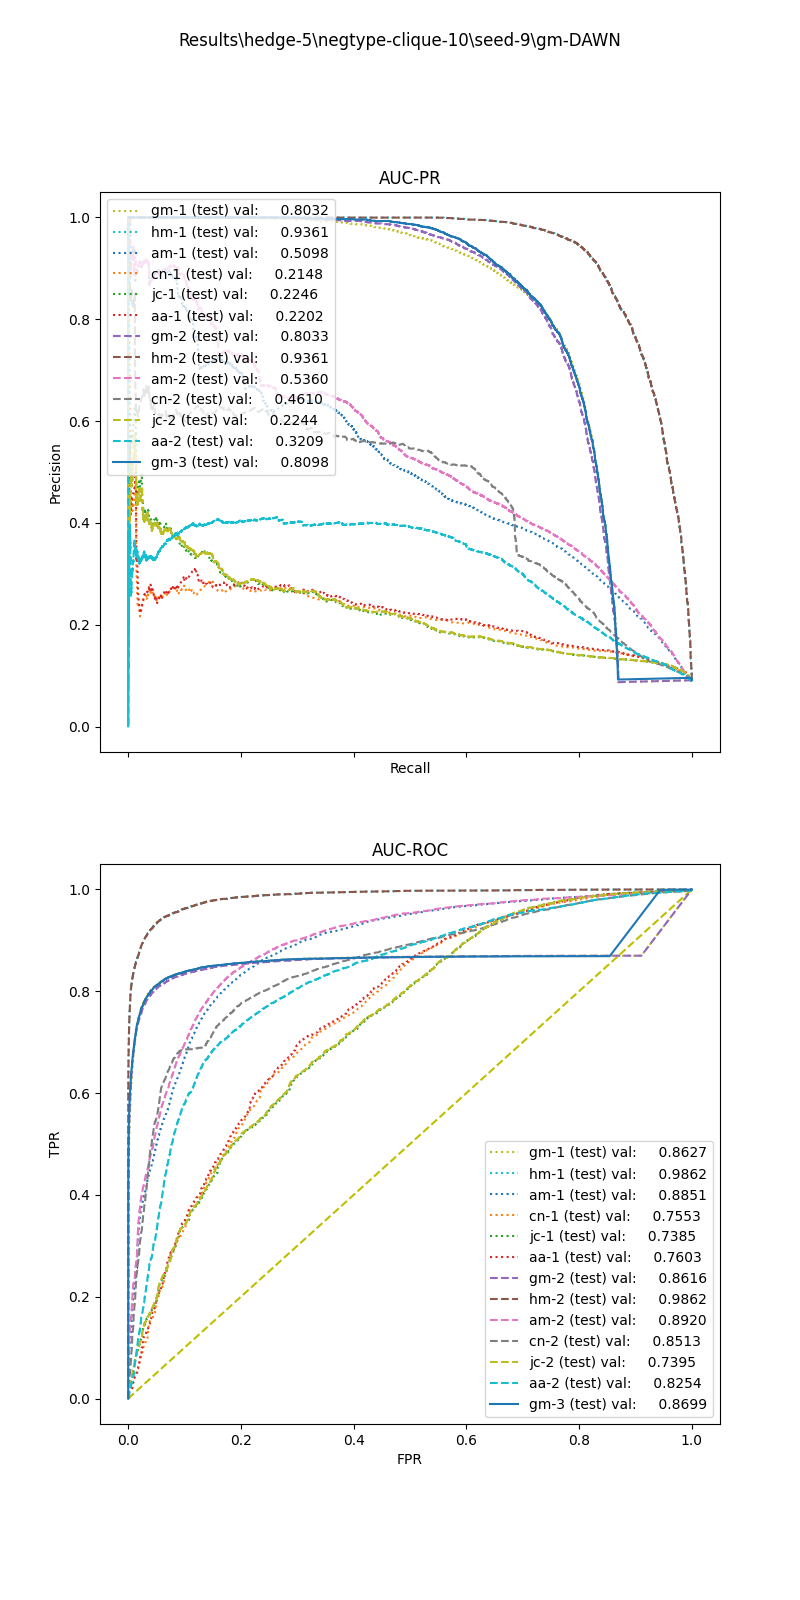 Results\hedge-5\negtype-clique-10\seed-9\gm-DAWN
AUC-PR
1.0
0.8
0.6
0.4
0.2
0.0
Precision
gm-1 (test) val: 0.8032
hm-1 (test) val: 0.9361
am-1 (test) val: 0.5098
cn-1 (test) val: 0.2148
jc-1 (test) val: 0.2246
aa-1 (test) val: 0.2202
gm-2 (test) val: 0.8033
hm-2 (test) val: 0.9361
am-2 (test) val: 0.5360
cn-2 (test) val: 0.4610
jc-2 (test) val: 0.2244
aa-2 (test) val: 0.3209
gm-3 (test) val: 0.8098
Recall
AUC-ROC
1.0
0.8
0.6
0.4
0.2
0.0
TPR
gm-1 (test) val: 0.8627
hm-1 (test) val: 0.9862
am-1 (test) val: 0.8851
cn-1 (test) val: 0.7553
jc-1 (test) val: 0.7385
aa-1 (test) val: 0.7603
gm-2 (test) val: 0.8616
hm-2 (test) val: 0.9862
am-2 (test) val: 0.8920
cn-2 (test) val: 0.8513
jc-2 (test) val: 0.7395
aa-2 (test) val: 0.8254
gm-3 (test) val: 0.8699
0.0 0.2 0.4 0.6 0.8 1.0
FPR